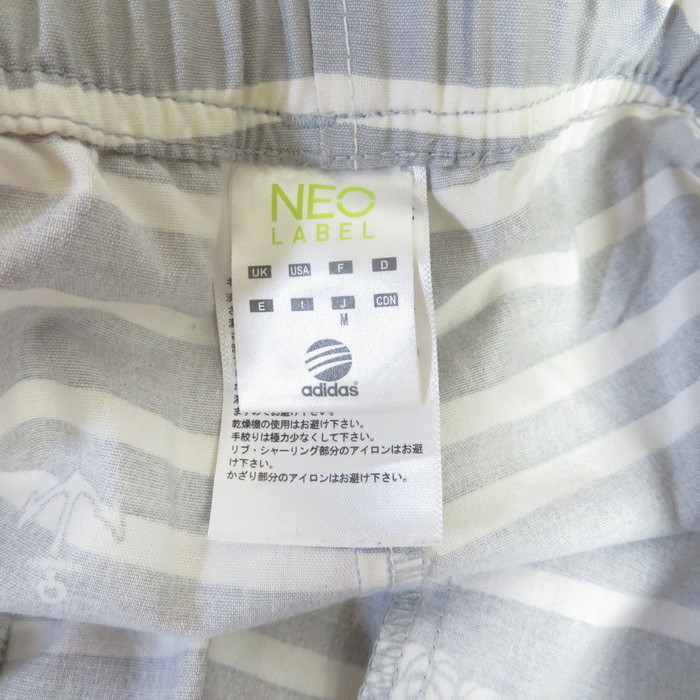 NEO
LABEL
UK USA F D
E I J CDN
M
adidas
乾燥機の使用はお避け下さい。
手絞りは極力少なくして下さい。
リブ・シャーリング部分のアイロンはお避
け下さい。
かざり部分のアイロンはお避け下さい。